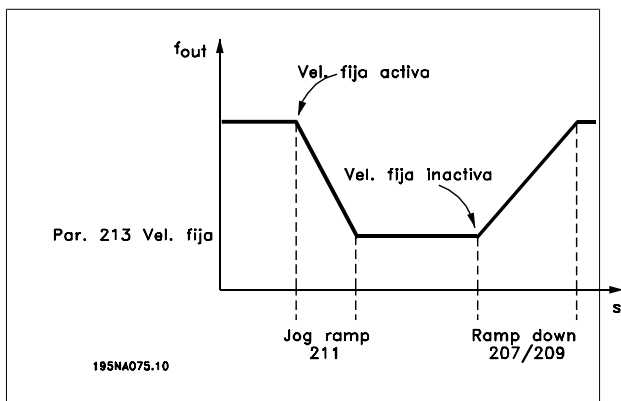 fout
Vel. fija activa
Vel. fija inactiva
Par. 213 Vel. fija
s
Jog ramp
211
Ramp down
207/209
195NA075.10